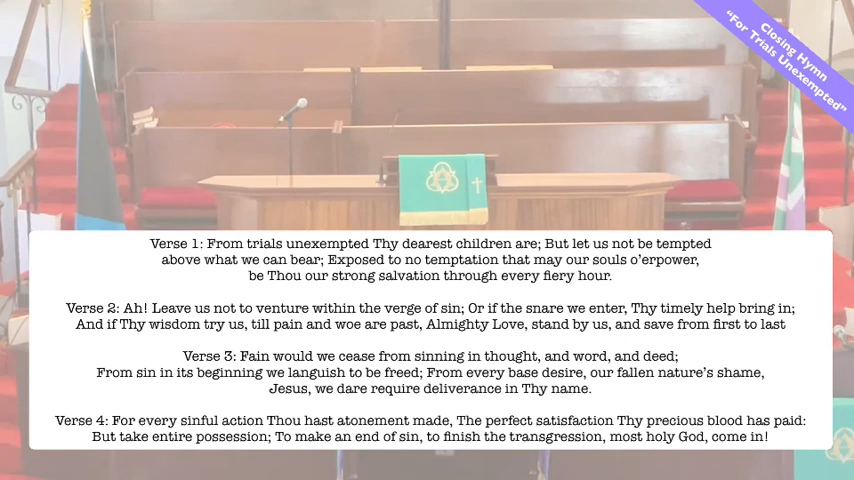 Closing Hymn
“For Trials Unexempted”
Verse 1: From trials unexempted Thy dearest children are; But let us not be tempted
above what we can bear; Exposed to no temptation that may our souls o’erpower,
be Thou our strong salvation through every fiery hour.
Verse 2: Ah! Leave us not to venture within the verge of sin; Or if the snare we enter, Thy timely help bring in;
And if Thy wisdom try us, till pain and woe are past, Almighty Love, stand by us, and save from first to last
Verse 3: Fain would we cease from sinning in thought, and word, and deed;
From sin in its beginning we languish to be freed; From every base desire, our fallen nature’s shame,
Jesus, we dare require deliverance in Thy name.
Verse 4: For every sinful action Thou hast atonement made, The perfect satisfaction Thy precious blood has paid:
But take entire possession; To make an end of sin, to finish the transgression, most holy God, come in!